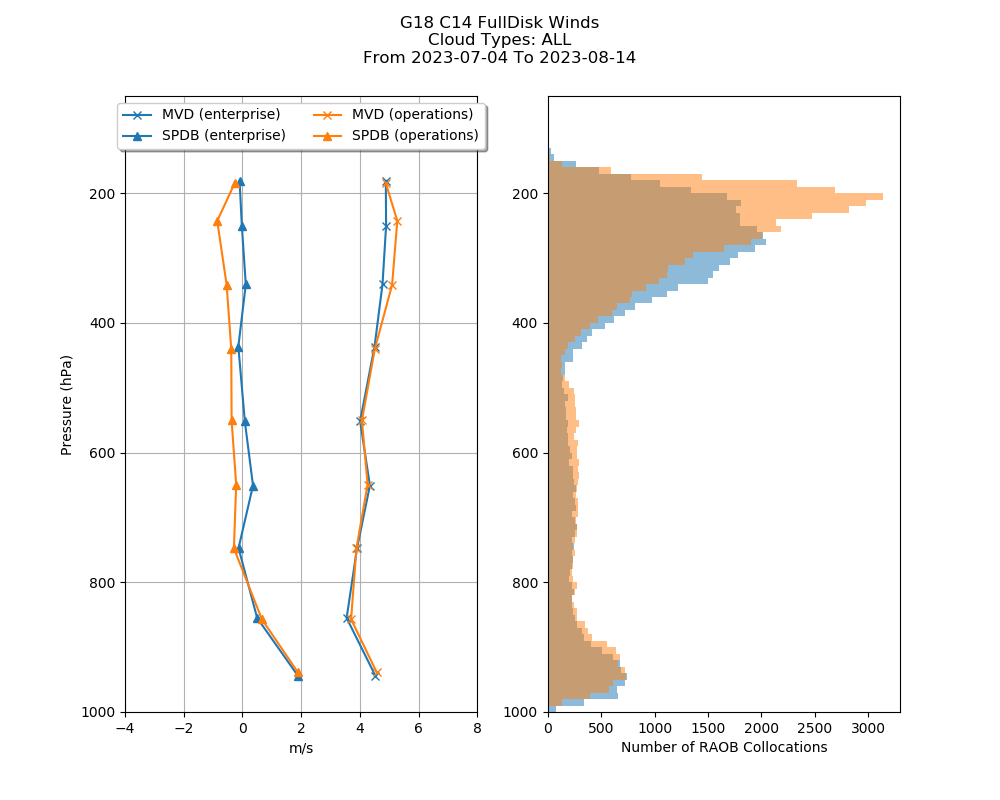 G18 C14 FullDisk Winds
Cloud Types: ALL
From 2023-07-04 To 2023-08-14
MVD (enterprise)
SPDB (enterprise)
MVD (operations)
SPDB (operations)
Pressure (hPa)
200
400
600
800
1000
−4
−2
0
2
4
6
8
m/s
200
400
600
800
1000
0
500
1000
1500
2000
2500
3000
Number of RAOB Collocations